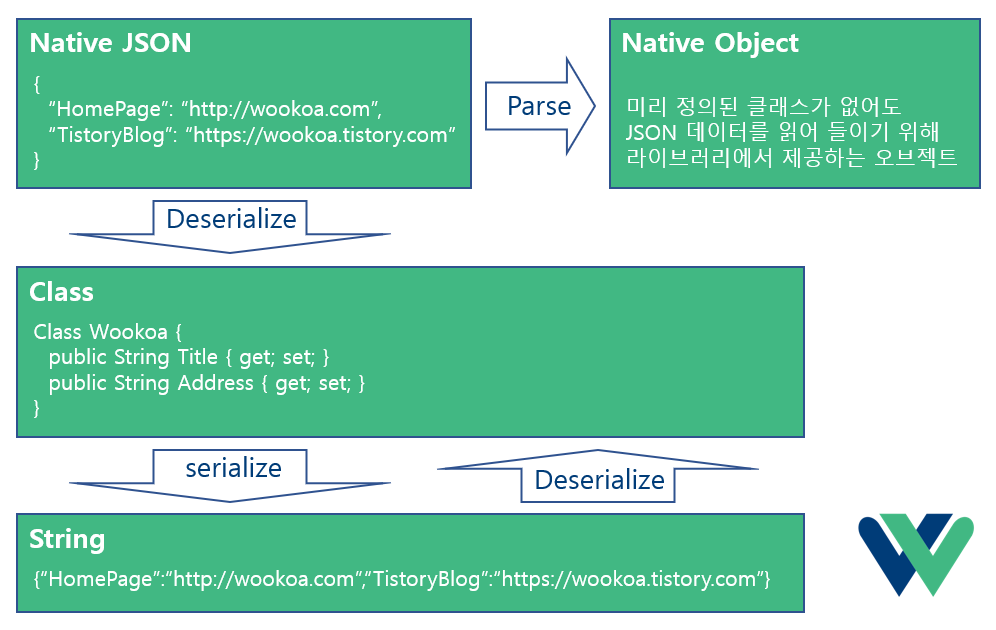 Native JSON
{
“HomePage”: “http://wookoa.com”,
“TistoryBlog”: “https://wookoa.tistory.com“
}
Parse
Native Object
미리 정의된 클래스가 없어도
JSON 데이터를 읽어 들이기 위해
라이브러리에서 제공하는 오브젝트
Deserialize
Class
Class Wookoa {
public String Title { get; set; }
public String Address { get; set; }
}
serialize
Deserialize
String
{“HomePage”:”http://wookoa.com“,”TistoryBlog”:“https://wookoa.tistory.com”}